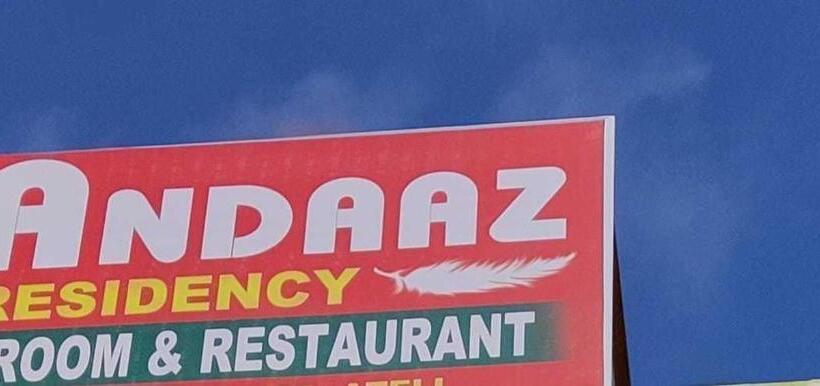 ANDAAZ
RESIDENCY
ROOM & RESTAURANT